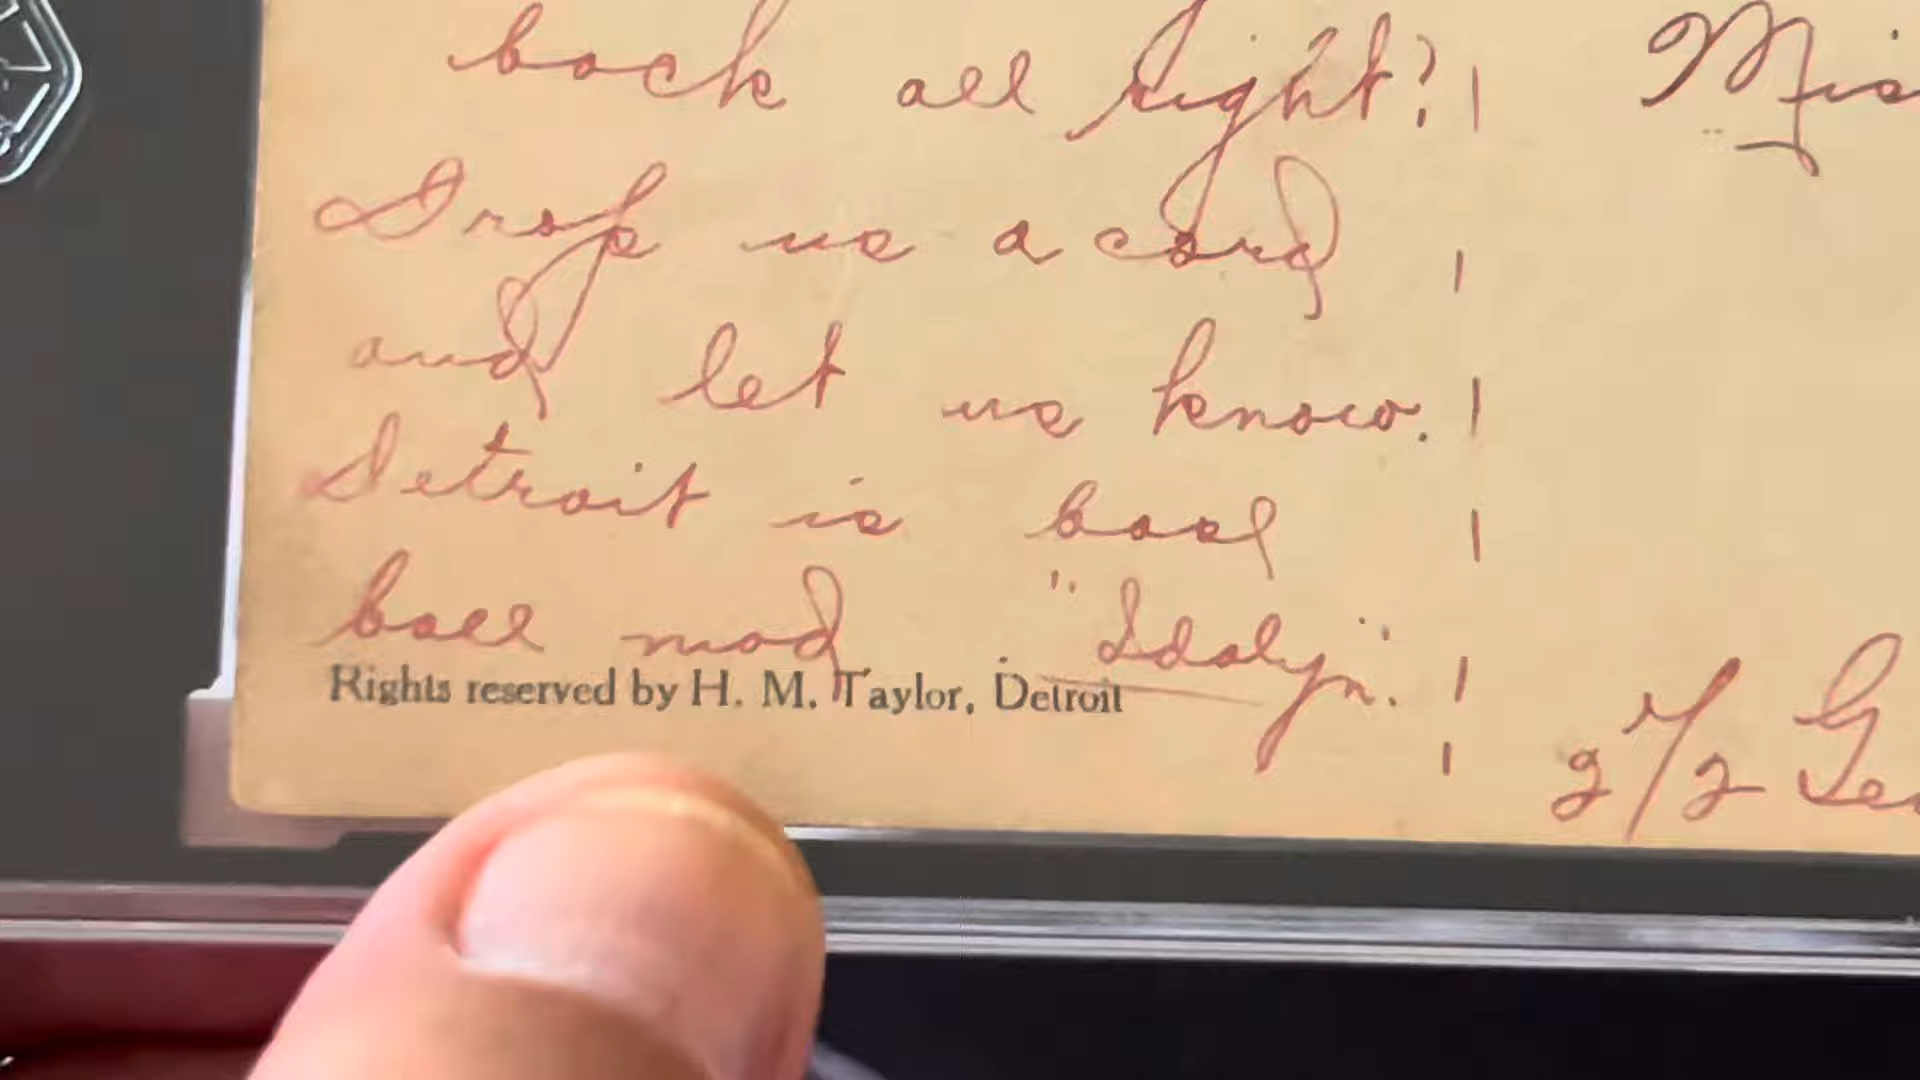 back all right?
Drop us a card
and let us know.
Detroit is base
ball mad "Idalyn".
Rights reserved by H. M. Taylor, Detroit
Mis